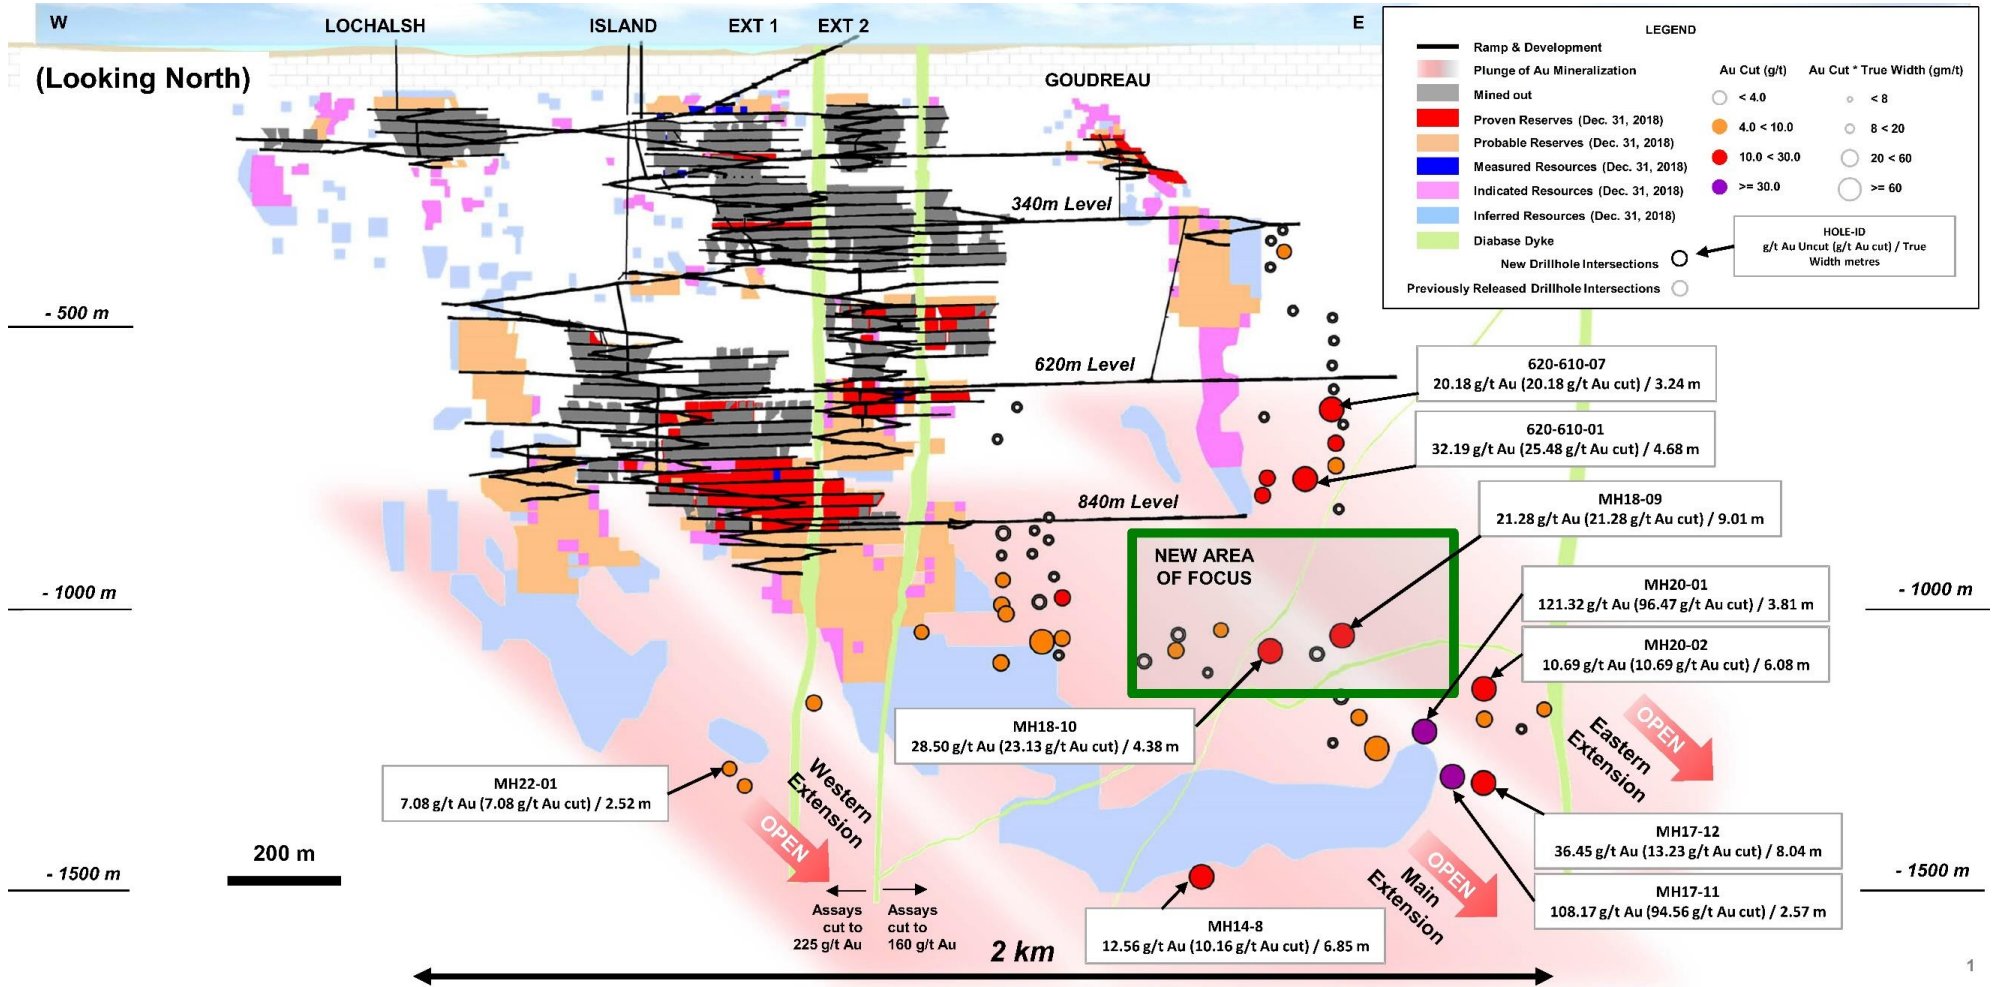 W
LOCHALSH
ISLAND
EXT 1
EXT 2
E
(Looking North)
GOUDREAU
LEGEND
Ramp & Development
Plunge of Au Mineralization
Mined out
Proven Reserves (Dec. 31, 2018)
Probable Reserves (Dec. 31, 2018)
Measured Resources (Dec. 31, 2018)
Indicated Resources (Dec. 31, 2018)
Inferred Resources (Dec. 31, 2018)
Diabase Dyke
New Drillhole Intersections
Previously Released Drillhole Intersections
Au Cut (g/t)
< 4.0
4.0 < 10.0
10.0 < 30.0
>= 30.0
Au Cut * True Width (gm/t)
< 8
8 < 20
20 < 60
>= 60
HOLE-ID
g/t Au Uncut (g/t Au cut) / True
Width metres
340m Level
- 500 m
620m Level
620-610-07
20.18 g/t Au (20.18 g/t Au cut) / 3.24 m
620-610-01
32.19 g/t Au (25.48 g/t Au cut) / 4.68 m
840m Level
MH18-09
21.28 g/t Au (21.28 g/t Au cut) / 9.01 m
NEW AREA
OF FOCUS
- 1000 m
- 1000 m
MH20-01
121.32 g/t Au (96.47 g/t Au cut) / 3.81 m
MH20-02
10.69 g/t Au (10.69 g/t Au cut) / 6.08 m
MH18-10
28.50 g/t Au (23.13 g/t Au cut) / 4.38 m
OPEN
Eastern
Extension
MH22-01
7.08 g/t Au (7.08 g/t Au cut) / 2.52 m
Western
Extension
OPEN
MH17-12
36.45 g/t Au (13.23 g/t Au cut) / 8.04 m
200 m
- 1500 m
- 1500 m
OPEN
Main
Extension
MH17-11
108.17 g/t Au (94.56 g/t Au cut) / 2.57 m
Assays
cut to
225 g/t Au
Assays
cut to
160 g/t Au
MH14-8
12.56 g/t Au (10.16 g/t Au cut) / 6.85 m
2 km
1